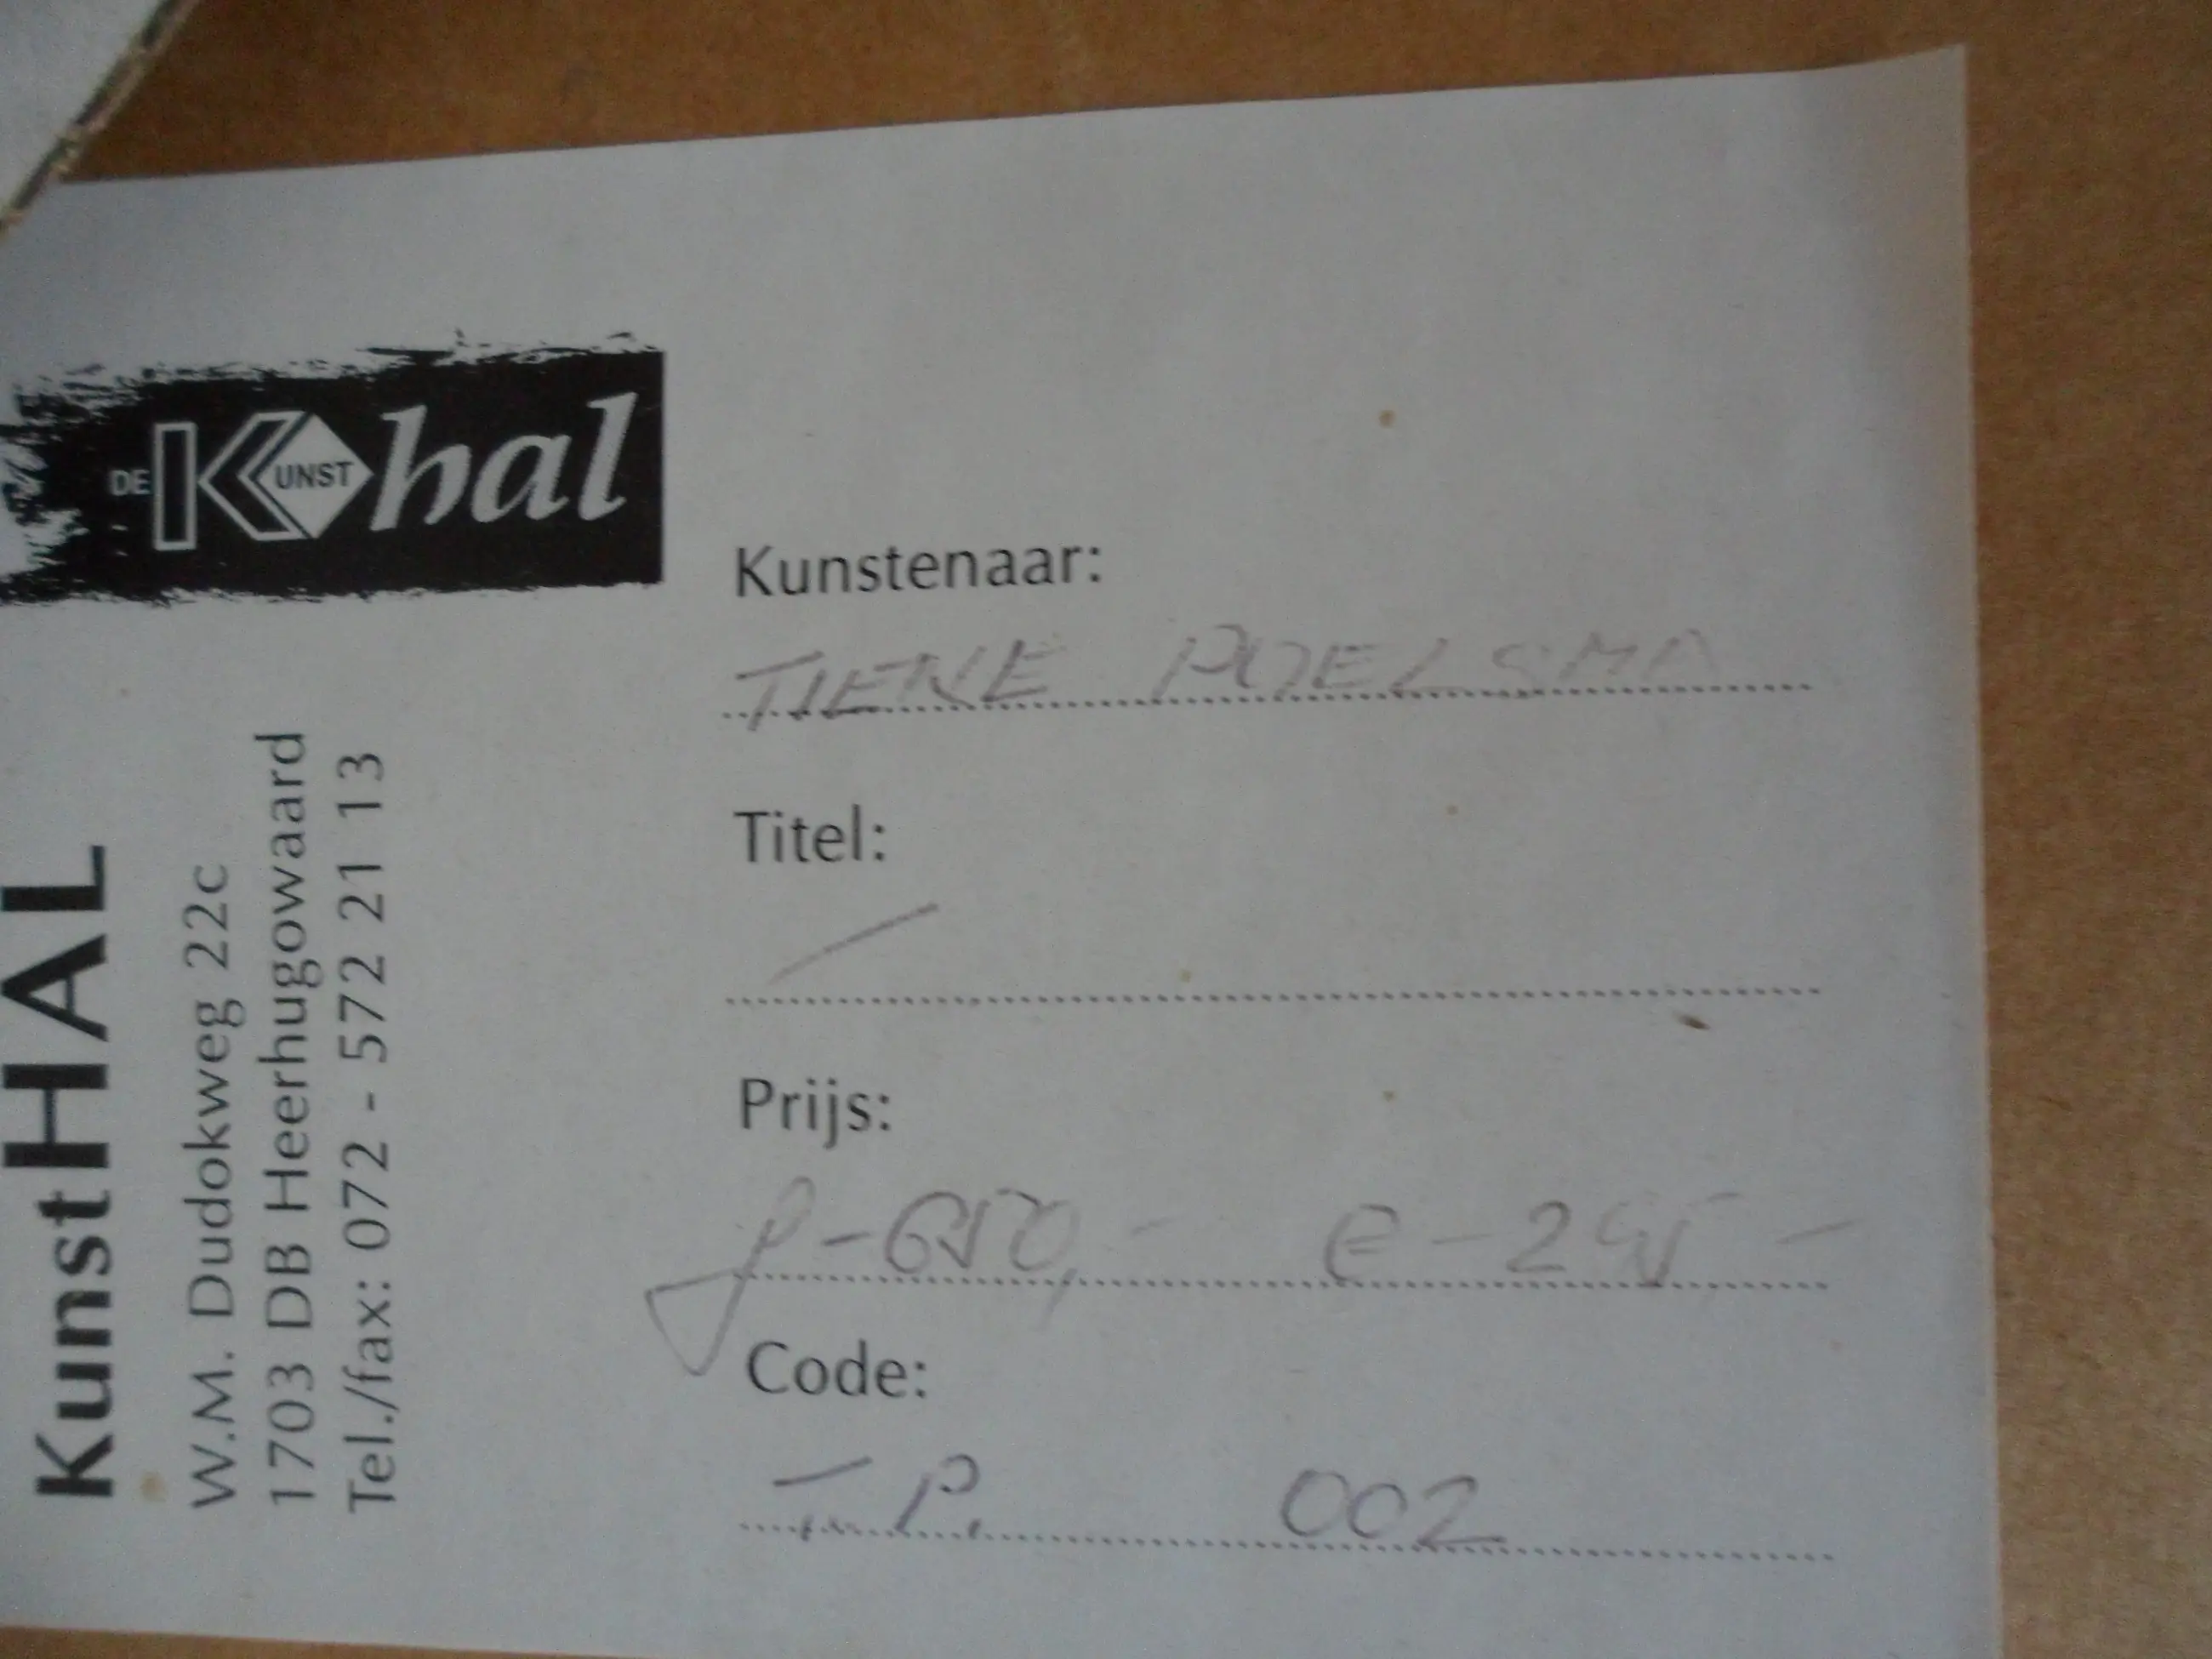 DE KUNST hal
KunstHAL
W.M. Dudokweg 22c
1703 DB Heerhugowaard
Tel./fax: 072 - 572 21 13
Kunstenaar:
TIENE POELSMA
Titel:
/
Prijs:
ƒ-650,- € - 295 -
Code:
T.P. 002